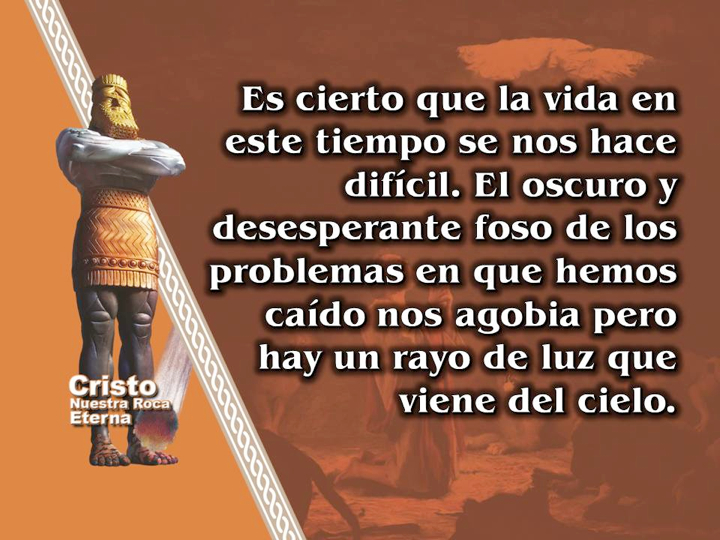 Es cierto que la vida en
este tiempo se nos hace
difícil. El oscuro y
desesperante foso de los
problemas en que hemos
caído nos agobia pero
hay un rayo de luz que
viene del cielo.
Cristo
Nuestra Roca
Eterna